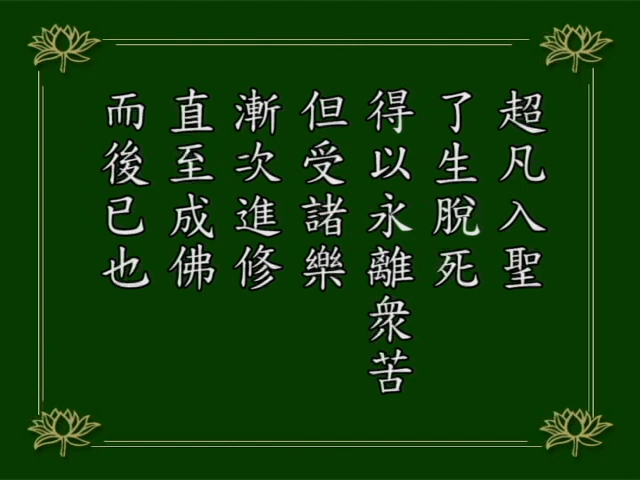 超凡入聖
了生脫死
得以永離衆苦
但受諸樂
漸次進修
直至成佛
而後已也